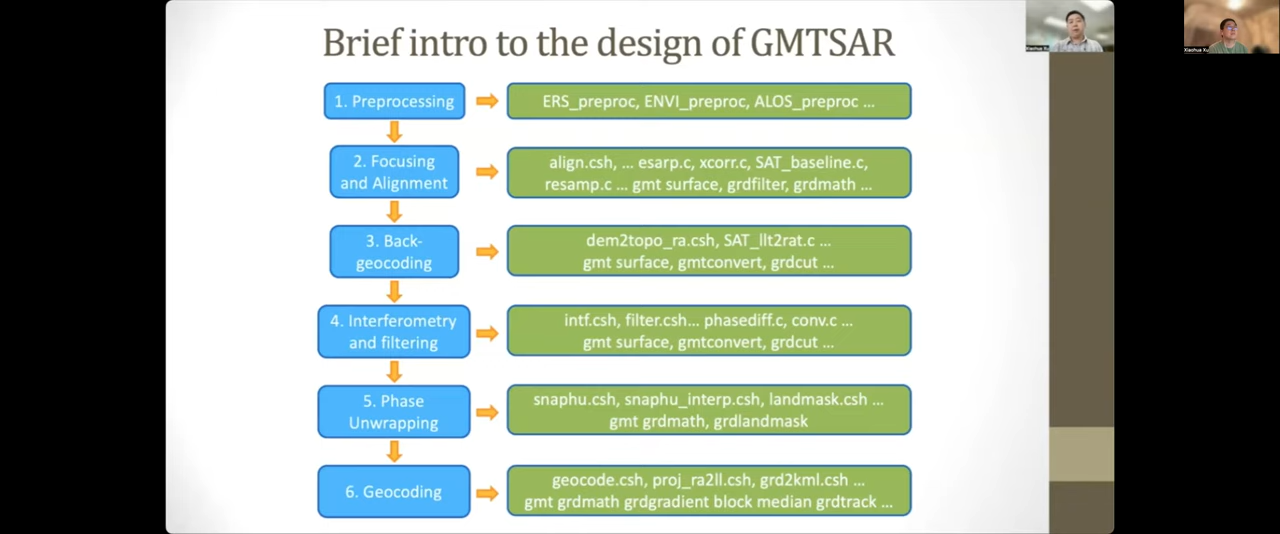 Brief intro to the design of GMTSAR
1. Preprocessing
ERS_preproc, ENVI_preproc, ALOS_preproc ...
2. Focusing
and Alignment
align.csh, ... esarp.c, xcorr.c, SAT_baseline.c,
resamp.c ... gmt surface, grdfilter, grdmath ...
3. Back-
geocoding
dem2topo_ra.csh, SAT_llt2rat.c ...
gmt surface, gmtconvert, grdcut ...
4. Interferometry
and filtering
intf.csh, filter.csh... phasediff.c, conv.c ...
gmt surface, gmtconvert, grdcut ...
5. Phase
Unwrapping
snaphu.csh, snaphu_interp.csh, landmask.csh ...
gmt grdmath, grdlandmask
6. Geocoding
geocode.csh, proj_ra2ll.csh, grd2kml.csh ...
gmt grdmath grdgradient block median grdtrack ...
Xiaohua Xu
Xiaohua Xu